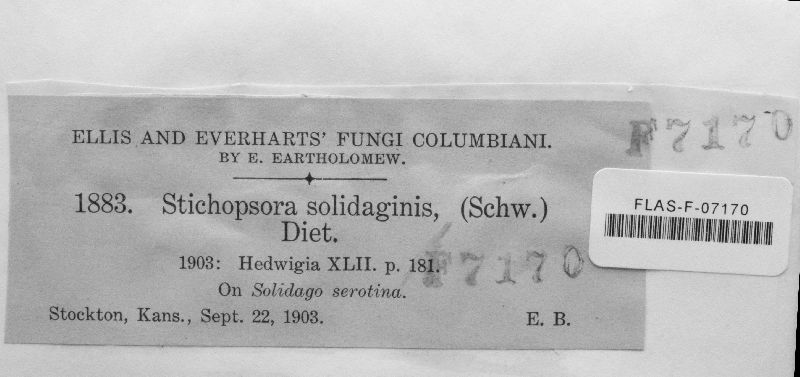 ELLIS AND EVERHARTS' FUNGI COLUMBIANI.
BY E. EARTHOLOMEW.
1883. Stichopsora solidaginis, (Schw.)
Diet.
1903: Hedwigia XLII. p. 181.
On Solidago serotina.
Stockton, Kans., Sept. 22, 1903.
E. B.
F7170
F7170
FLAS-F-07170